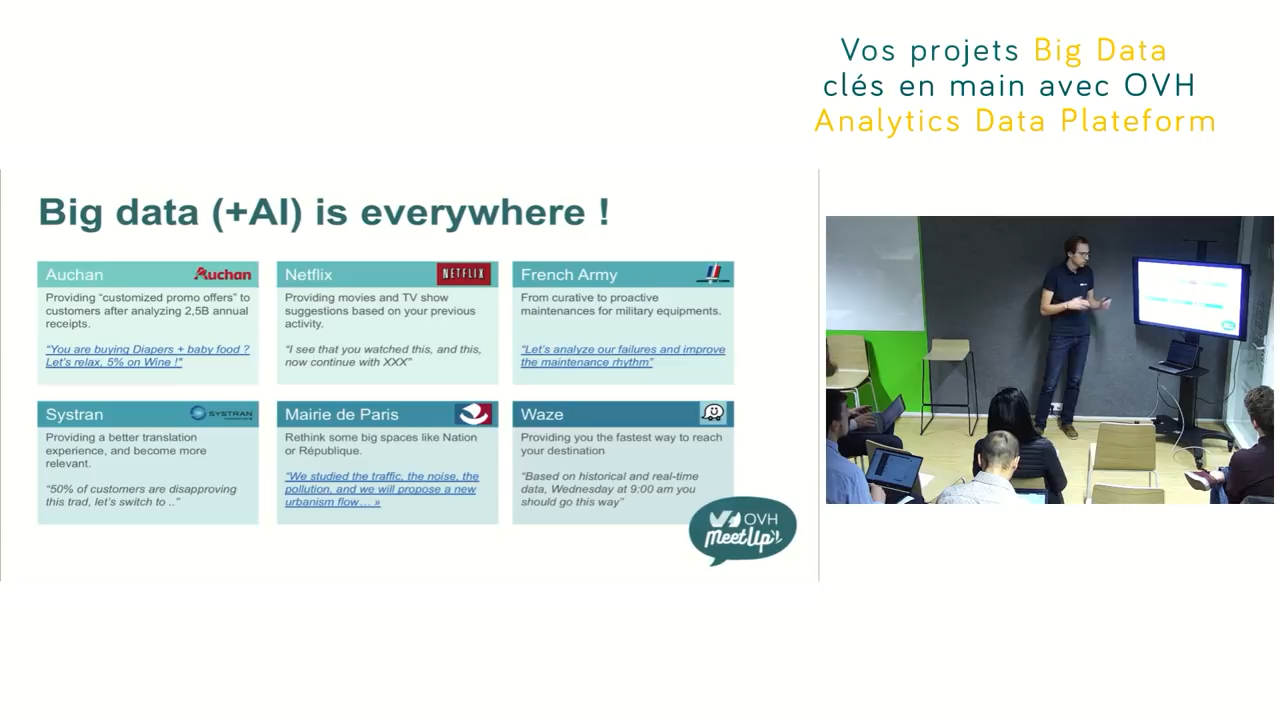 Vos projets Big Data
clés en main avec OVH
Analytics Data Plateform
Big data (+AI) is everywhere !
Auchan
Auchan
Providing “customized promo offers” to
customers after analyzing 2,5B annual
receipts.
“You are buying Diapers + baby food ?
Let’s relax, 5% on Wine !”
Netflix
NETFLIX
Providing movies and TV show
suggestions based on your previous
activity.
“I see that you watched this, and this,
now continue with XXX”
French Army
From curative to proactive
maintenances for military equipments.
“Let’s analyze our failures and improve
the maintenance rhythm”
Systran
SYSTRAN
Providing a better translation
experience, and become more
relevant.
“50% of customers are disapproving
this trad, let’s switch to ..”
Mairie de Paris
Rethink some big spaces like Nation
or République.
“We studied the traffic, the noise, the
pollution, and we will propose a new
urbanism flow… »
Waze
Providing you the fastest way to reach
your destination
“Based on historical and real-time
data, Wednesday at 9:00 am you
should go this way”
OVH
MeetUp